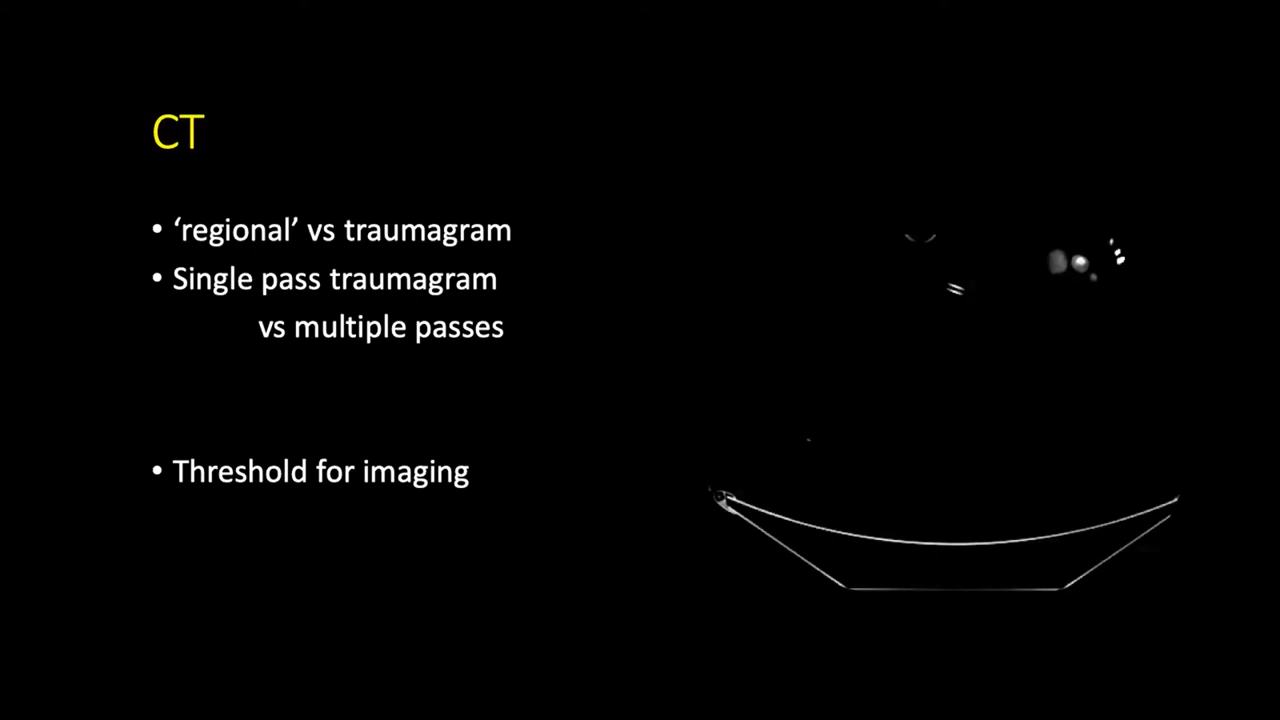 CT
• ‘regional’ vs traumagram
• Single pass traumagram
vs multiple passes
• Threshold for imaging